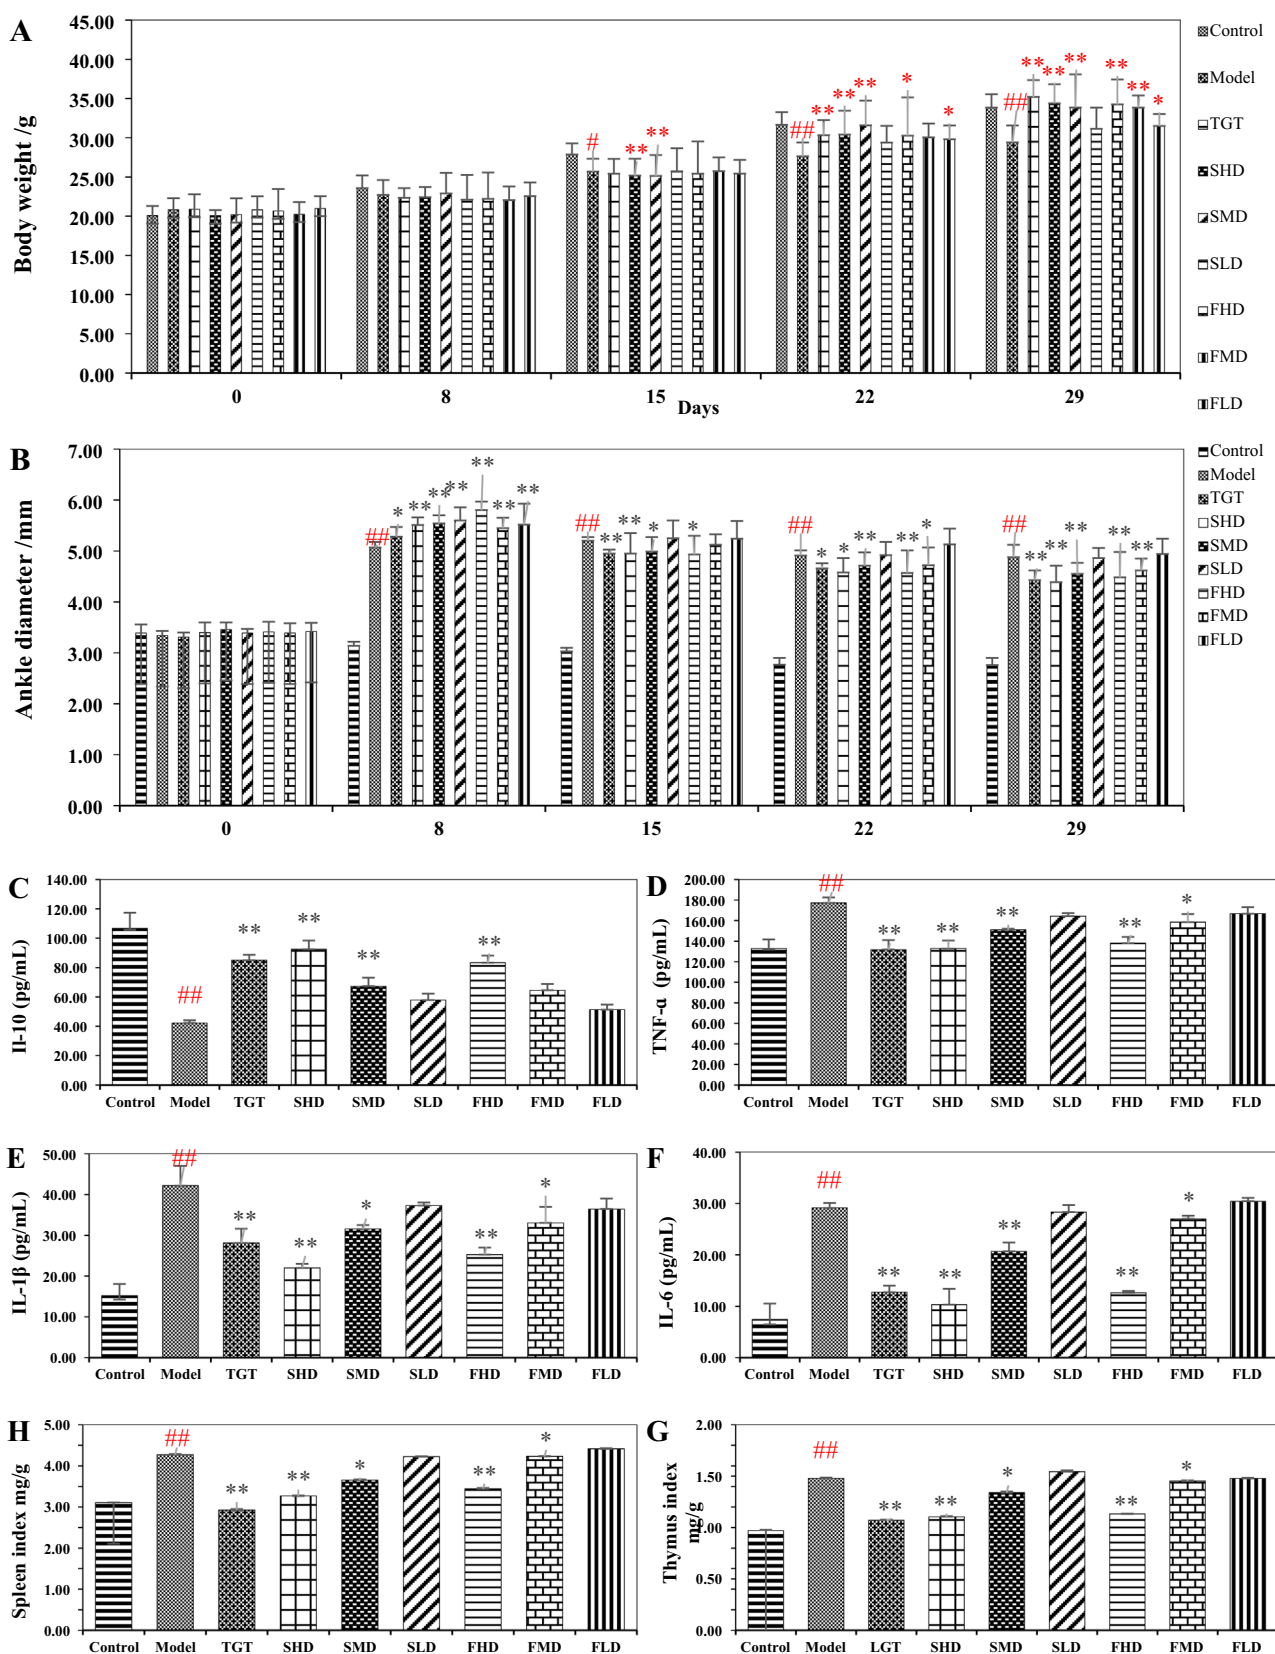 A
Body weight /g
45.00
40.00
35.00
30.00
25.00
20.00
15.00
10.00
5.00
0.00
# ** **
## ** ** ** * *
## ** ** ** ** ** *
0 8 15 22 29
Days
Control
Model
TGT
SHD
SMD
SLD
FHD
FMD
FLD
B
Ankle diameter /mm
7.00
6.00
5.00
4.00
3.00
2.00
1.00
0.00
## * ** ** ** ** ** **
## ** ** * *
## * * ** ** *
## ** ** ** ** **
0 8 15 22 29
Control
Model
TGT
SHD
SMD
SLD
FHD
FMD
FLD
C
Il-10 (pg/mL)
140.00
120.00
100.00
80.00
60.00
40.00
20.00
0.00
## ** ** ** **
Control Model TGT SHD SMD SLD FHD FMD FLD
D
TNF-α (pg/mL)
200.00
180.00
160.00
140.00
120.00
100.00
80.00
60.00
40.00
20.00
0.00
## ** ** ** ** *
Control Model TGT SHD SMD SLD FHD FMD FLD
E
IL-1β (pg/mL)
50.00
40.00
30.00
20.00
10.00
0.00
## ** ** * ** *
Control Model TGT SHD SMD SLD FHD FMD FLD
F
IL-6 (pg/mL)
40.00
30.00
20.00
10.00
0.00
## ** ** ** ** *
Control Model TGT SHD SMD SLD FHD FMD FLD
H
Spleen index mg/g
5.00
4.00
3.00
2.00
1.00
0.00
## ** ** * ** *
Control Model TGT SHD SMD SLD FHD FMD FLD
G
Thymus index
mg/g
2.00
1.50
1.00
0.50
0.00
## ** ** * ** *
Control Model LGT SHD SMD SLD FHD FMD FLD